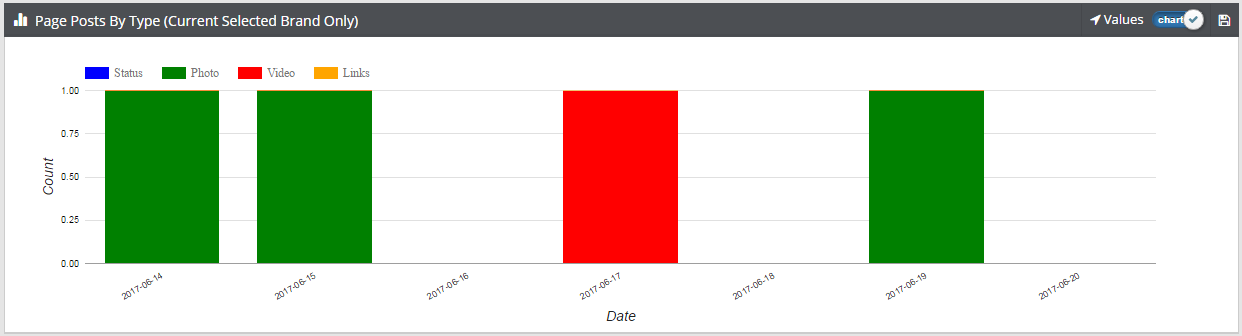 Page Posts By Type (Current Selected Brand Only)
Values chart
Status Photo Video Links
1.00
0.75
0.50
0.25
0.00
Count
2017-06-14 2017-06-15 2017-06-16 2017-06-17 2017-06-18 2017-06-19 2017-06-20
Date